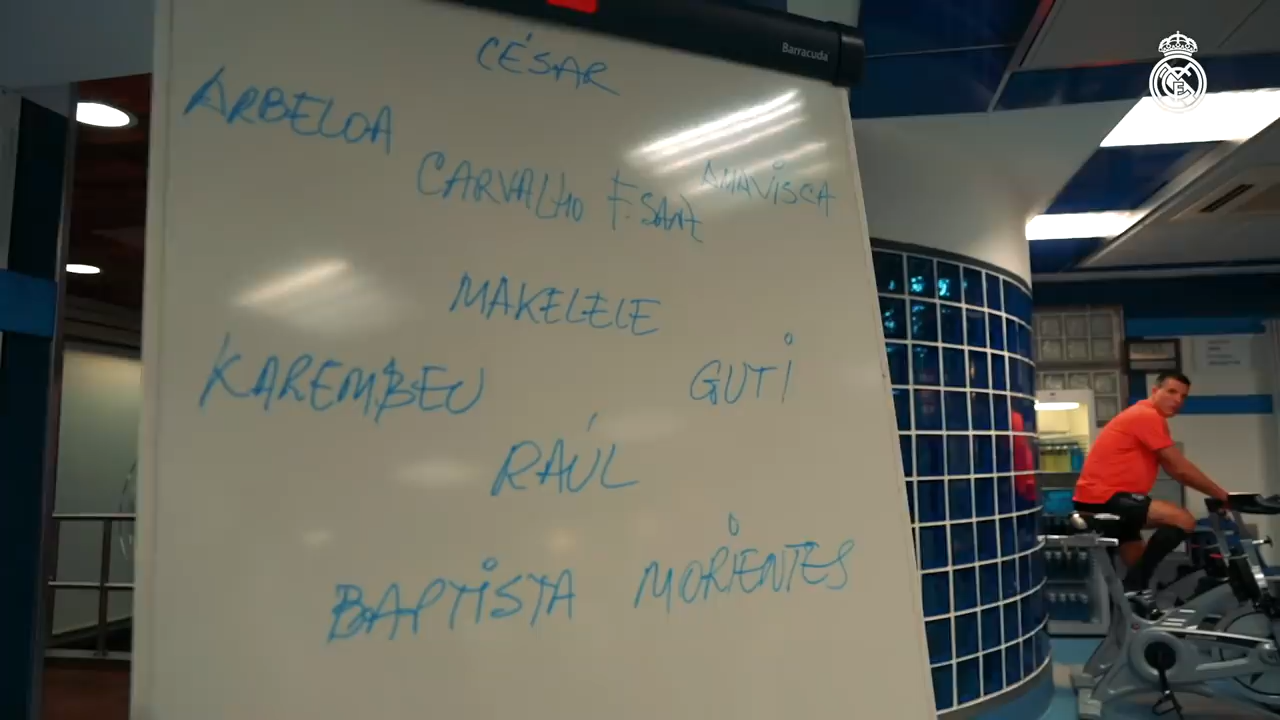 Barracuda
CÉSAR
ARBELOA
CARVALHO F. SANZ AMAVISCA
MAKELELE
KAREMBEU GUTI
RAÚL
BAPTISTA MORIENTES